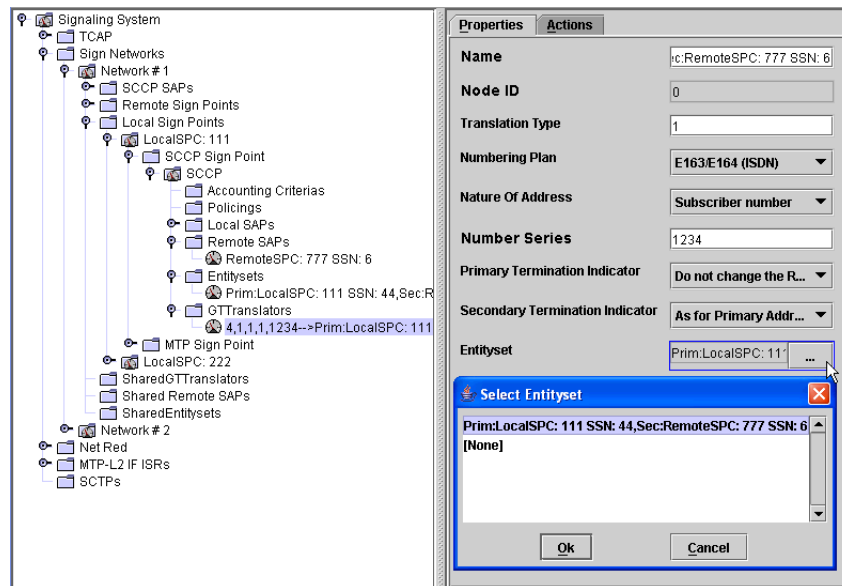 Signaling System
TCAP
Sign Networks
Network # 1
SCCP SAPs
Remote Sign Points
Local Sign Points
LocalSPC: 111
SCCP Sign Point
SCCP
Accounting Criterias
Policings
Local SAPs
Remote SAPs
RemoteSPC: 777 SSN: 6
Entitysets
Prim:LocalSPC: 111 SSN: 44,Sec:R
GTTranslators
4,1,1,1,1234-->Prim:LocalSPC: 111
MTP Sign Point
LocalSPC: 222
SharedGTTranslators
Shared Remote SAPs
SharedEntitysets
Network # 2
Net Red
MTP-L2 IF ISRs
SCTPs
Properties Actions
Name :c:RemoteSPC: 777 SSN: 6
Node ID 0
Translation Type 1
Numbering Plan E163/E164 (ISDN)
Nature Of Address Subscriber number
Number Series 1234
Primary Termination Indicator Do not change the R...
Secondary Termination Indicator As for Primary Addr...
Entityset Prim:LocalSPC: 11 ...
Select Entityset
Prim:LocalSPC: 111 SSN: 44,Sec:RemoteSPC: 777 SSN: 6
[None]
Ok Cancel